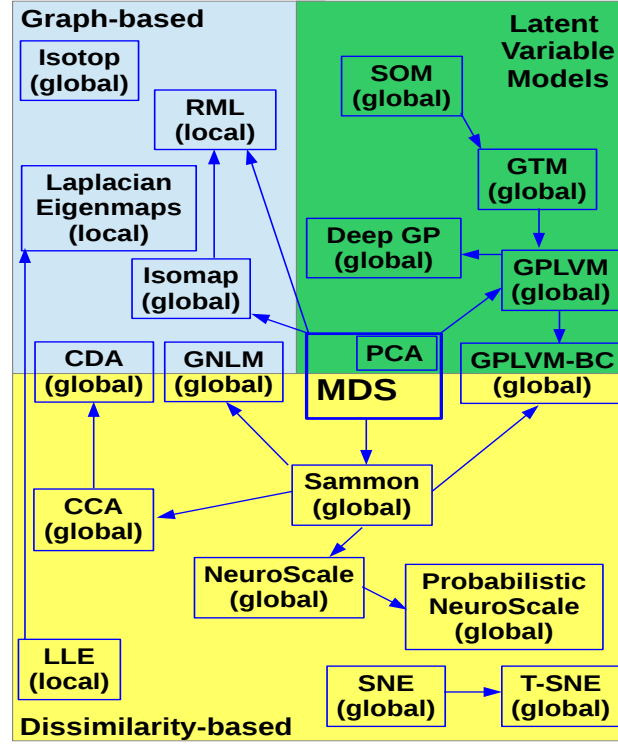 Graph-based
Isotop
(global)
RML
(local)
Laplacian
Eigenmaps
(local)
Isomap
(global)
CDA
(global)
GNLM
(global)
Latent
Variable
Models
SOM
(global)
GTM
(global)
Deep GP
(global)
GPLVM
(global)
PCA
MDS
GPLVM-BC
(global)
Sammon
(global)
CCA
(global)
NeuroScale
(global)
Probabilistic
NeuroScale
(global)
LLE
(local)
SNE
(global)
T-SNE
(global)
Dissimilarity-based